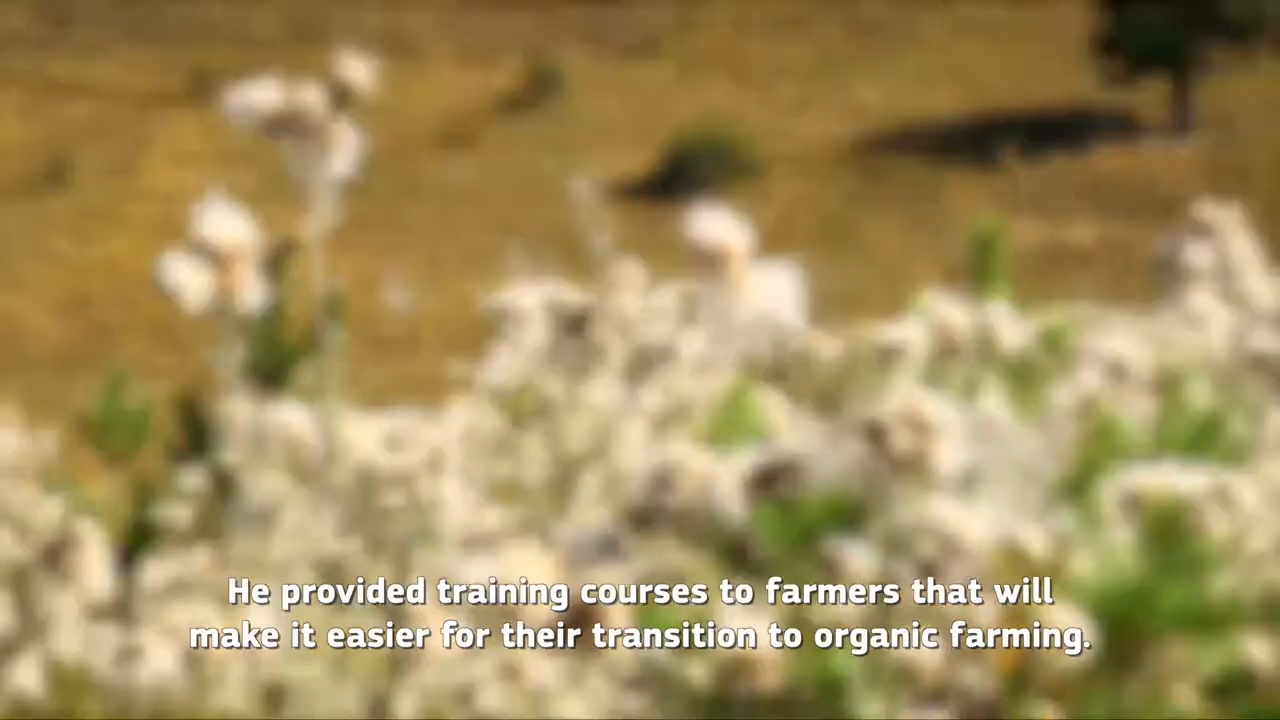 He provided training courses to farmers that will
make it easier for their transition to organic farming.